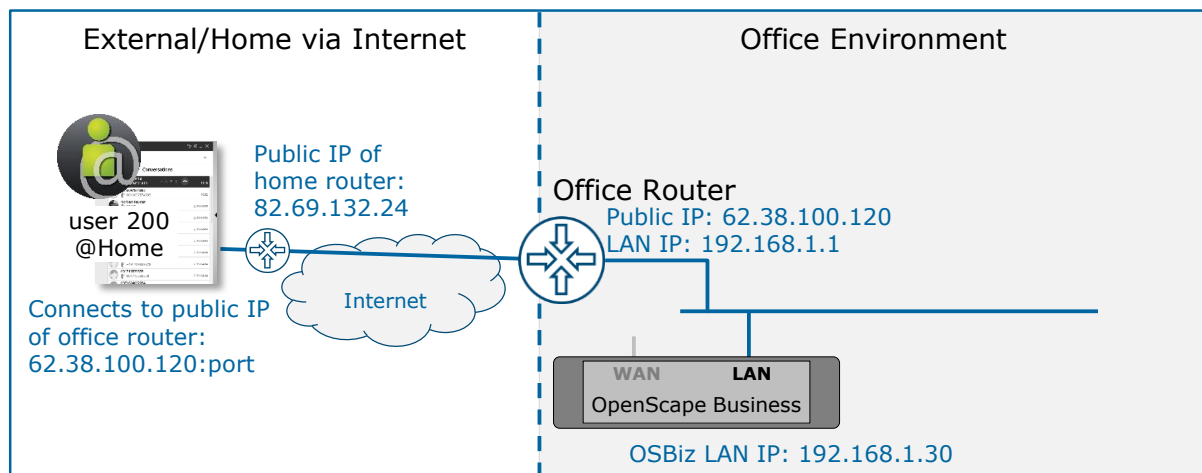 External/Home via Internet
Office Environment
Conversations
@
user 200
@Home
Public IP of
home router:
82.69.132.24
Office Router
Public IP: 62.38.100.120
LAN IP: 192.168.1.1
Internet
Connects to public IP
of office router:
62.38.100.120:port
WAN LAN
OpenScape Business
OSBiz LAN IP: 192.168.1.30